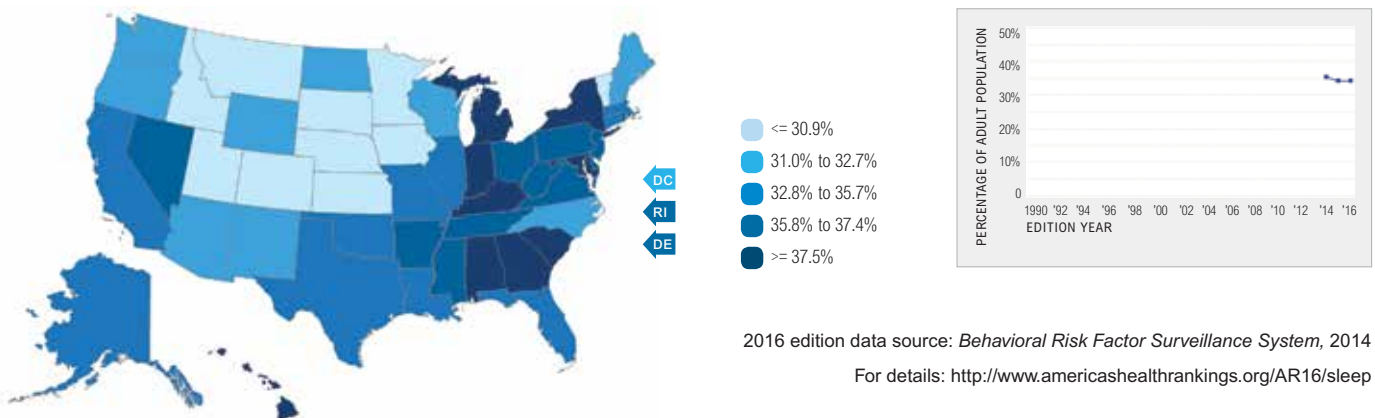 DC
RI
DE
<= 30.9%
31.0% to 32.7%
32.8% to 35.7%
35.8% to 37.4%
>= 37.5%
PERCENTAGE OF ADULT POPULATION
50%
40%
30%
20%
10%
0
1990 '92 '94 '96 '98 '00 '02 '04 '06 '08 '10 '12 '14 '16
EDITION YEAR
2016 edition data source: Behavioral Risk Factor Surveillance System, 2014
For details: http://www.americashealthrankings.org/AR16/sleep